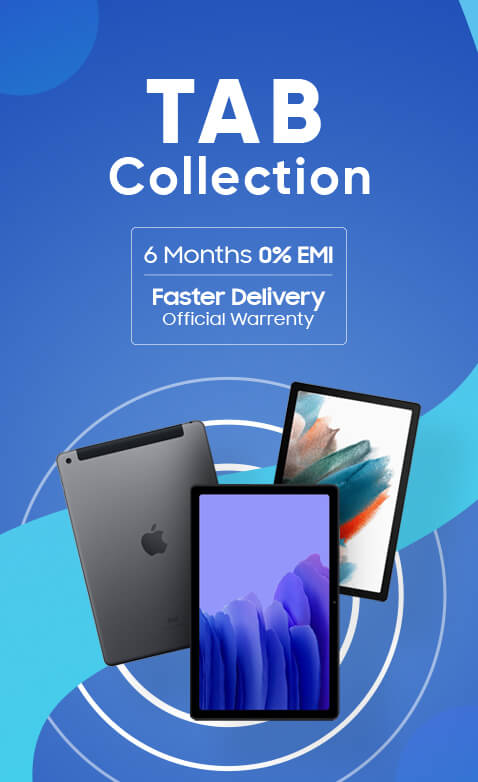 TAB
Collection
6 Months 0% EMI
Faster Delivery
Official Warrenty